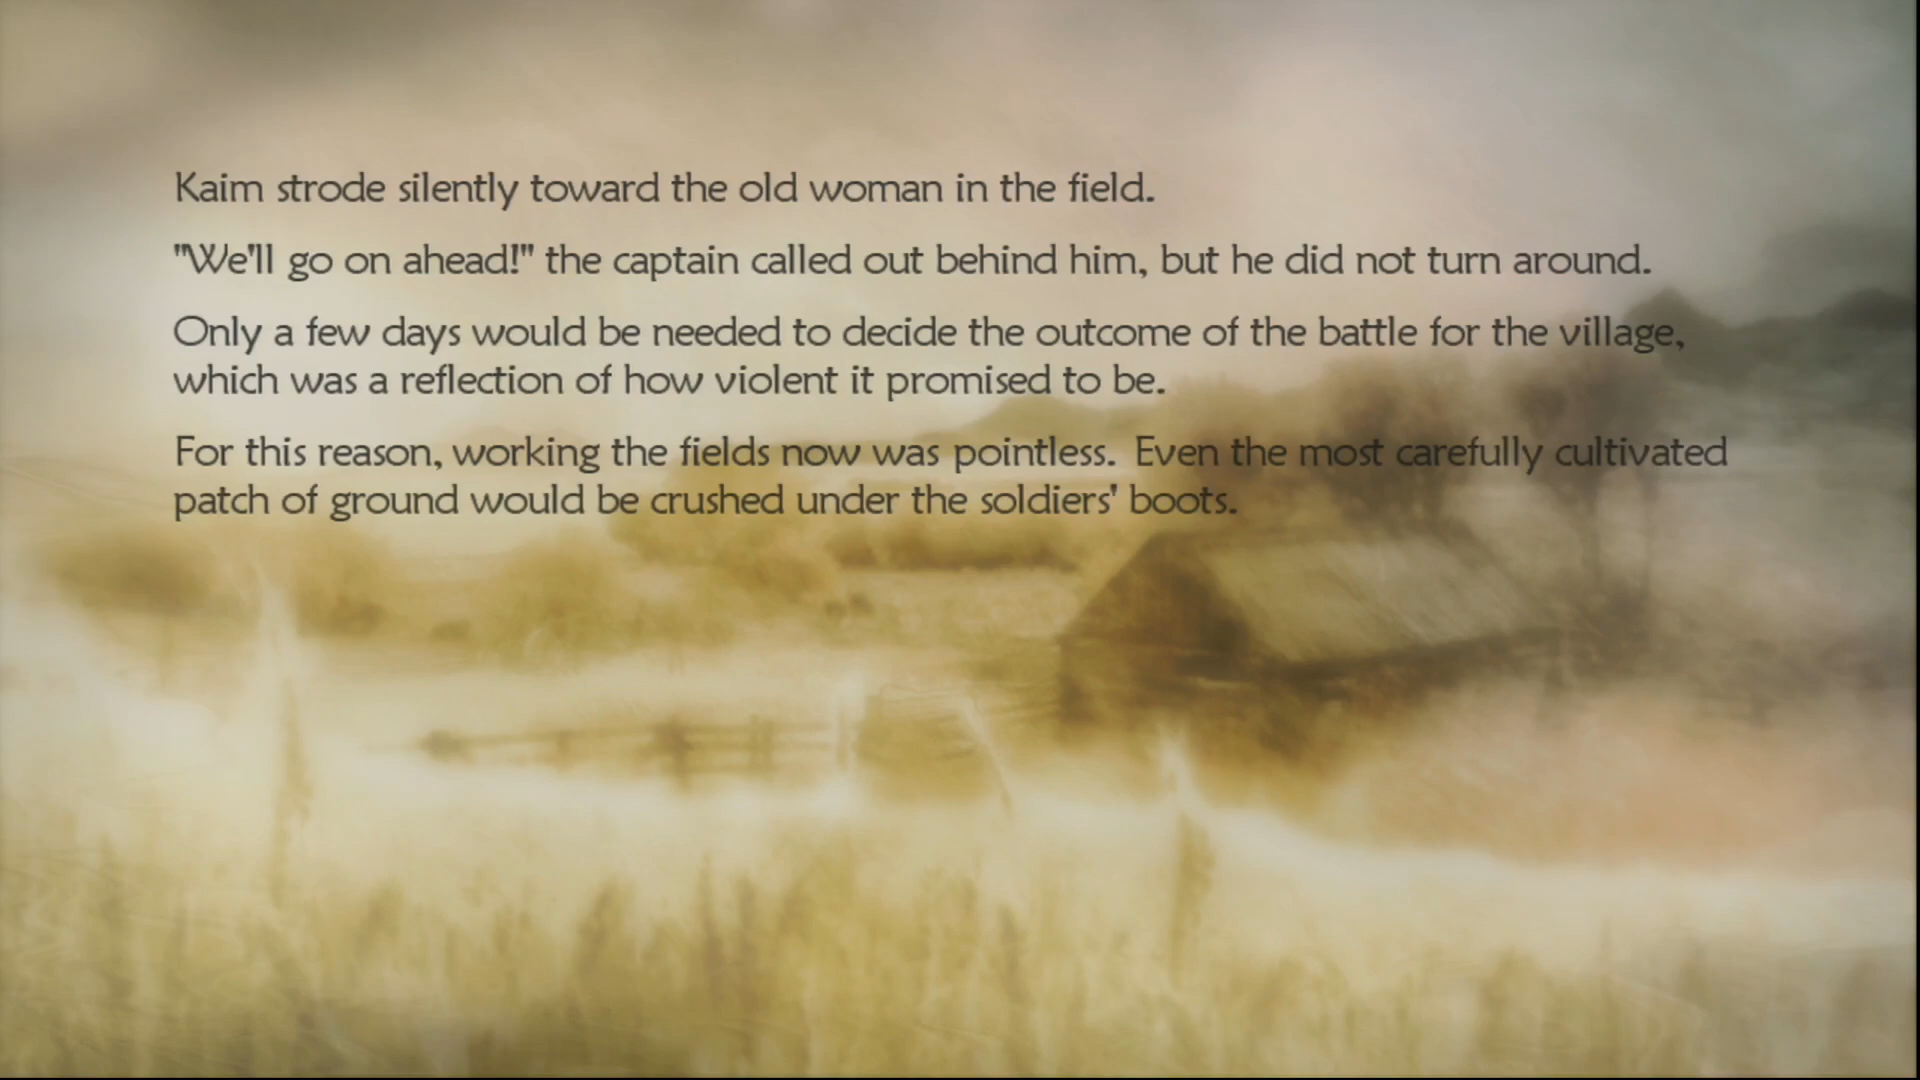 Kaim strode silently toward the old woman in the field.
"We'll go on ahead!" the captain called out behind him, but he did not turn around.
Only a few days would be needed to decide the outcome of the battle for the village,
which was a reflection of how violent it promised to be.
For this reason, working the fields now was pointless.  Even the most carefully cultivated
patch of ground would be crushed under the soldiers' boots.